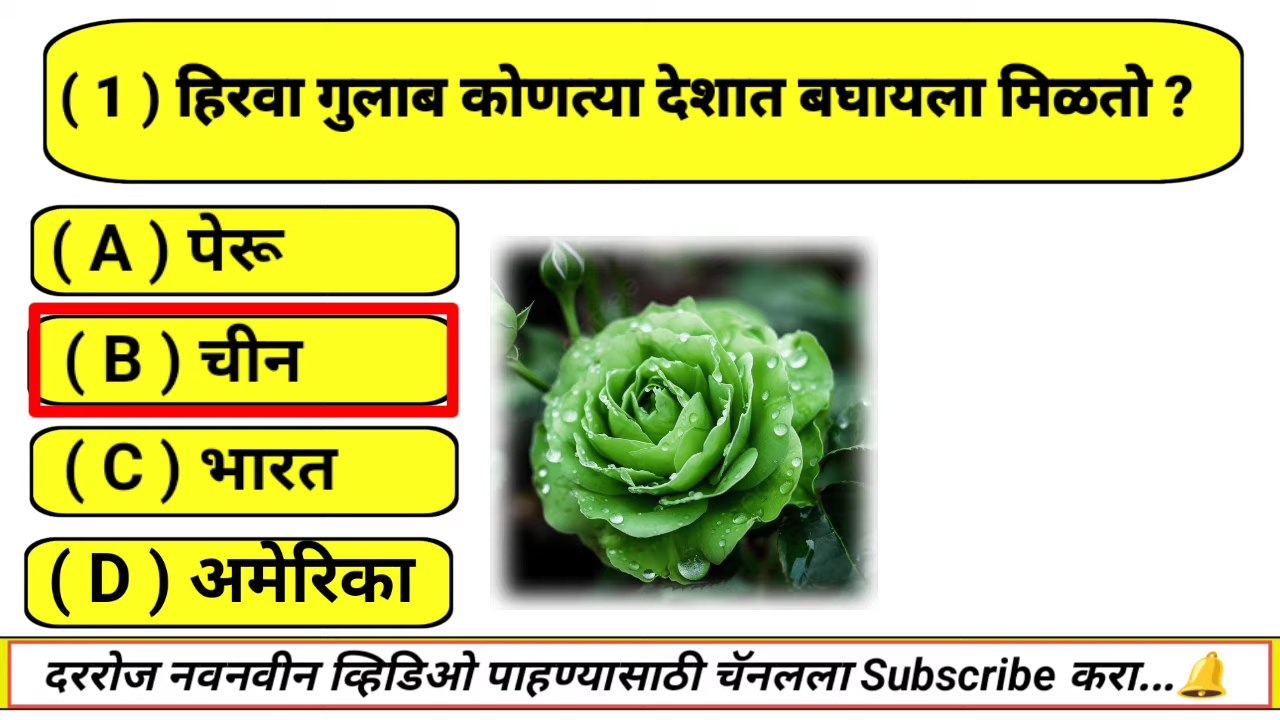 ( 1 ) हिरवा गुलाब कोणत्या देशात बघायला मिळतो ?
( A ) पेरू
( B ) चीन
( C ) भारत
( D ) अमेरिका
दररोज नवनवीन व्हिडिओ पाहण्यासाठी चॅनलला Subscribe करा...🔔